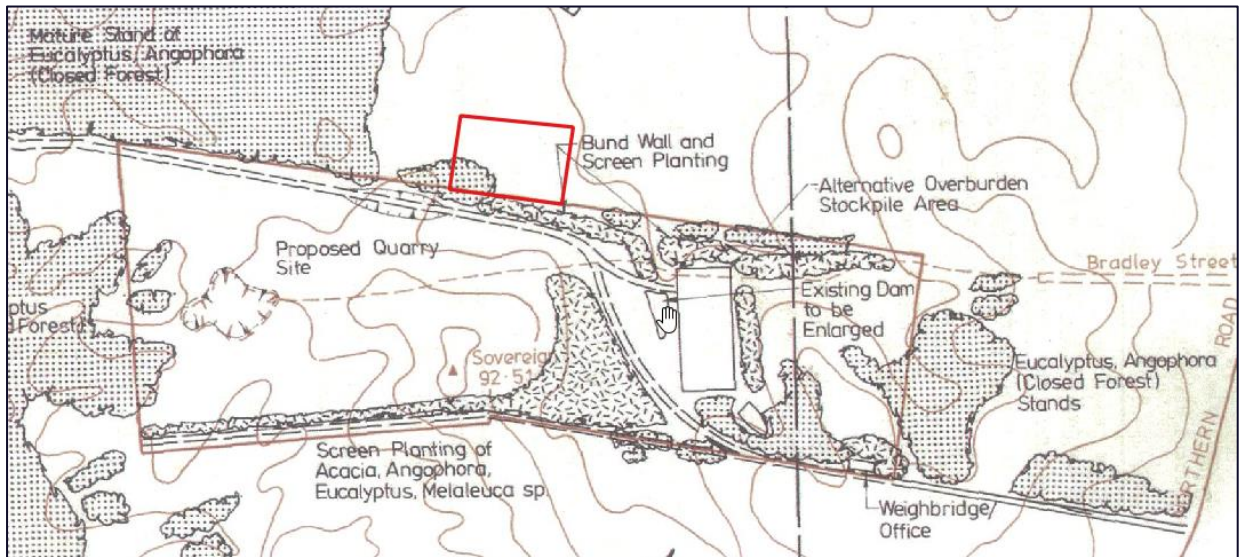 Mature Stand of
Eucalyptus, Angophora
(Closed Forest)
Bund Wall and
Screen Planting
Alternative Overburden
Stockpile Area
Proposed Quarry
Site
Bradley Street
Existing Dam
to be
Enlarged
Forest)
Sovereign
92·51
Eucalyptus, Angophora
(Closed Forest)
Stands
ROAD
NORTHERN
Screen Planting of
Acacia, Angophora,
Eucalyptus, Melaleuca sp.
Weighbridge/
Office